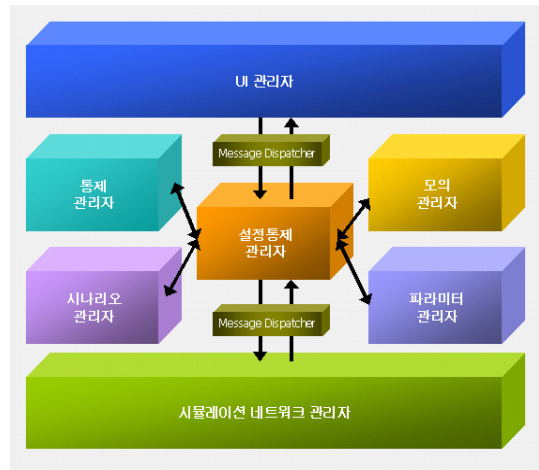 UI 관리자
Message Dispatcher
통제
관리자
모의
관리자
설정통제
관리자
시나리오
관리자
파라미터
관리자
Message Dispatcher
시뮬레이션 네트워크 관리자